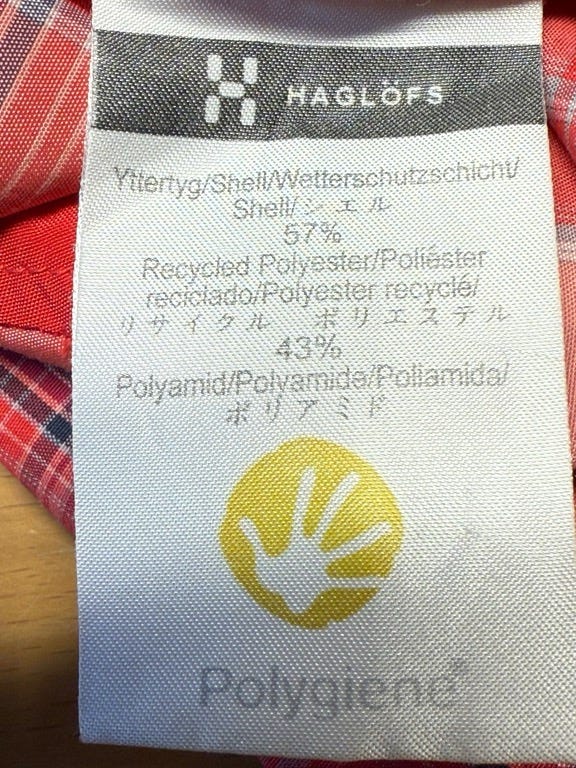 HAGLÖFS
Yttertyg/Shell/Wetterschutzschicht/
Shell/シェル
57%
Recycled Polyester/Poliéster
reciclado/Polyester recyclé/
リサイクル ポリエステル
43%
Polyamid/Polyamide/Poliamida/
ポリアミド
Polygiene®